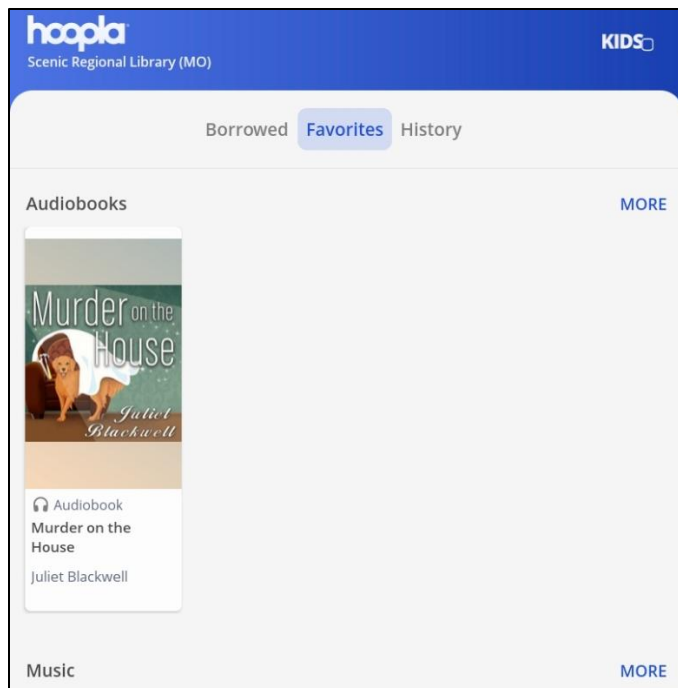 hoopla
Scenic Regional Library (MO)
KIDS
Borrowed Favorites History
Audiobooks MORE
Murder on the
House
Juliet
Blackwell
Audiobook
Murder on the
House
Juliet Blackwell
Music MORE